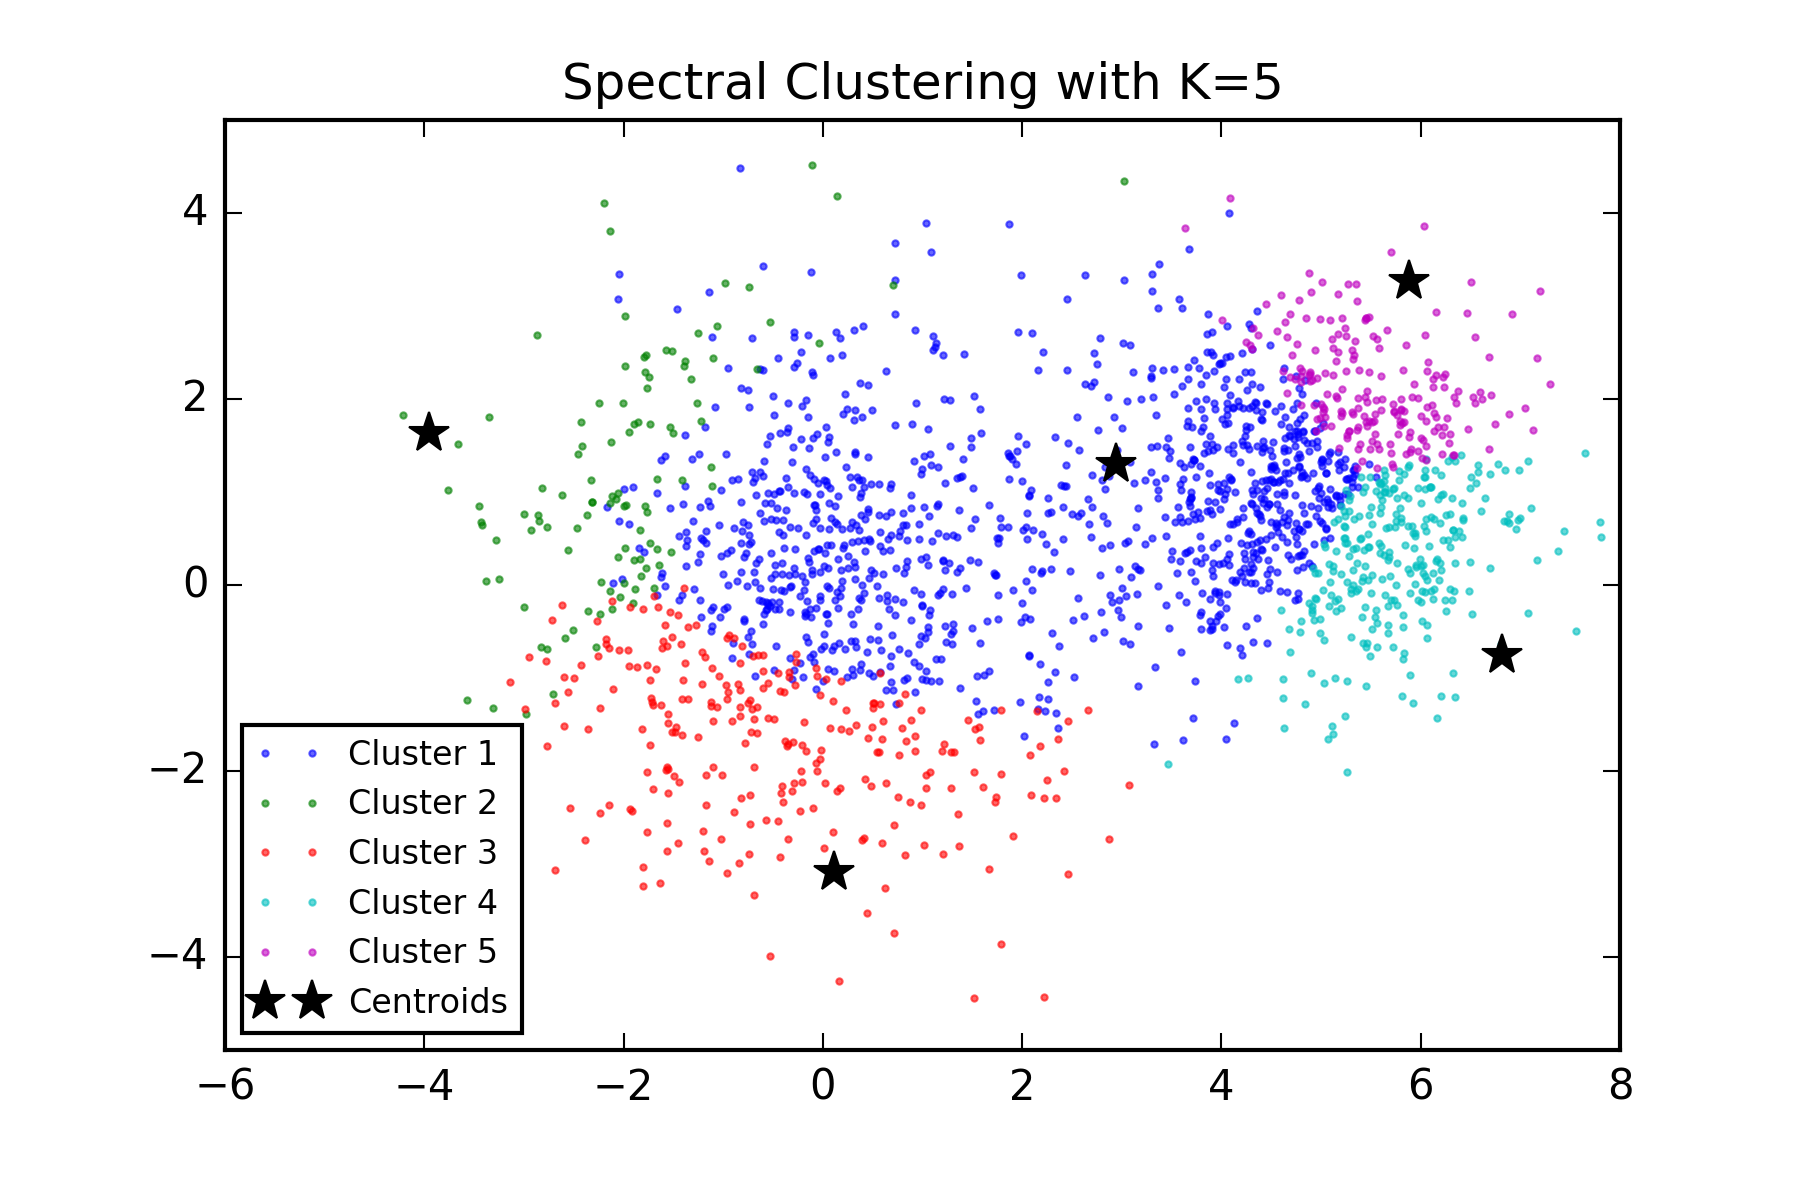 Spectral Clustering with K=5
4
2
0
−2
−4
Cluster 1
Cluster 2
Cluster 3
Cluster 4
Cluster 5
Centroids
−6 −4 −2 0 2 4 6 8